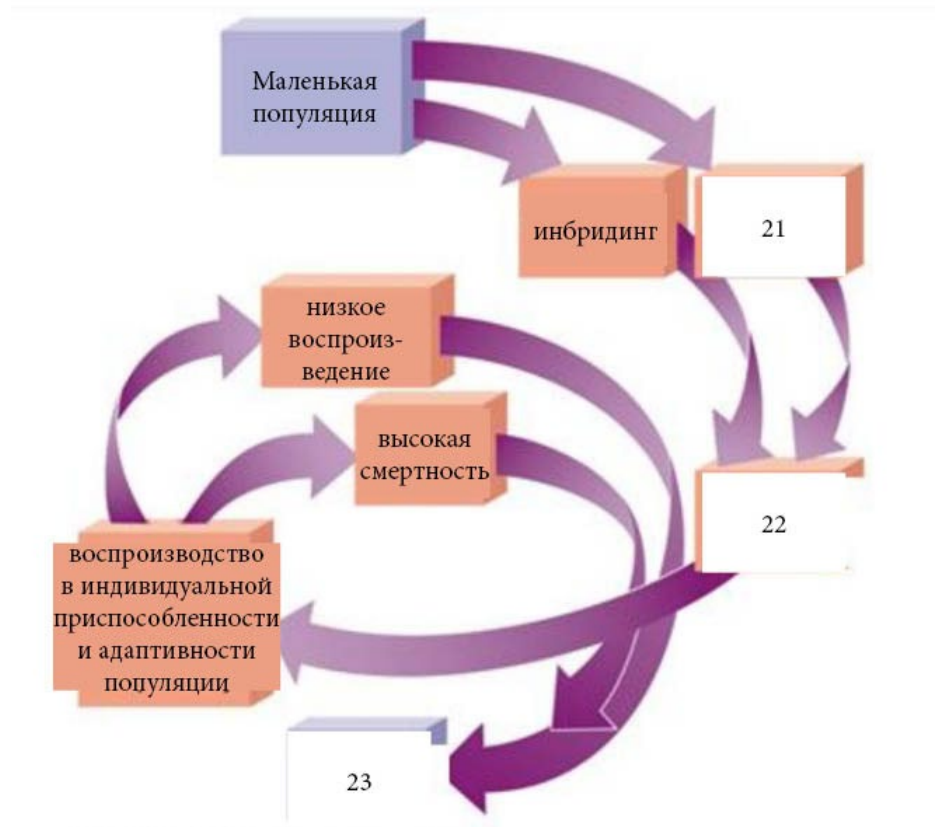 Маленькая
популяция
инбридинг
21
низкое
воспроиз-
ведение
высокая
смертность
22
воспроизводство
в индивидуальной
приспособленности
и адаптивности
популяции
23